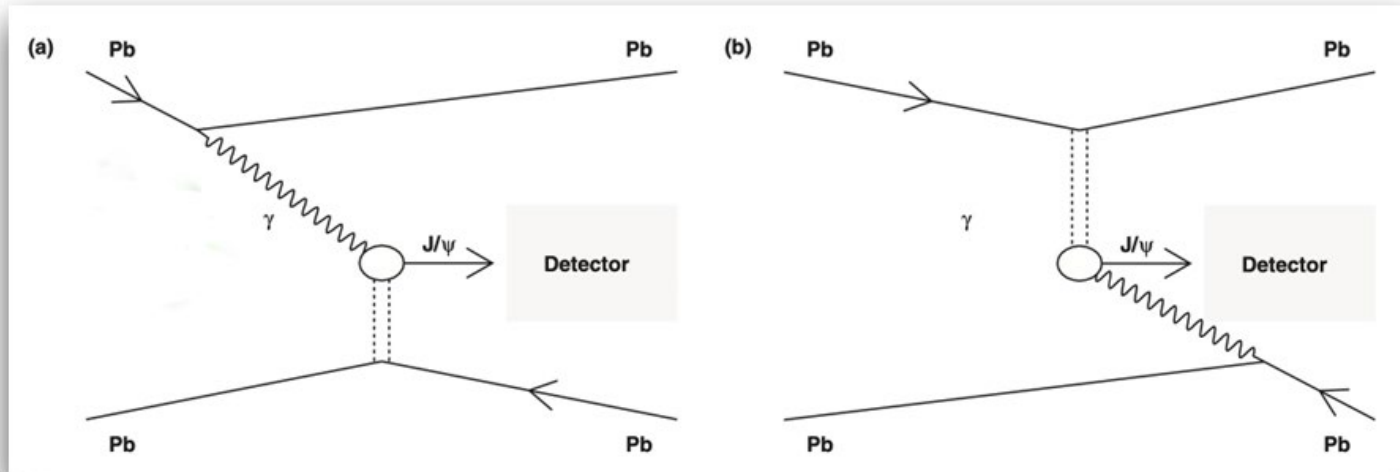 (a) Pb Pb
γ
J/ψ
Detector
Pb Pb
(b) Pb Pb
γ
J/ψ
Detector
Pb Pb